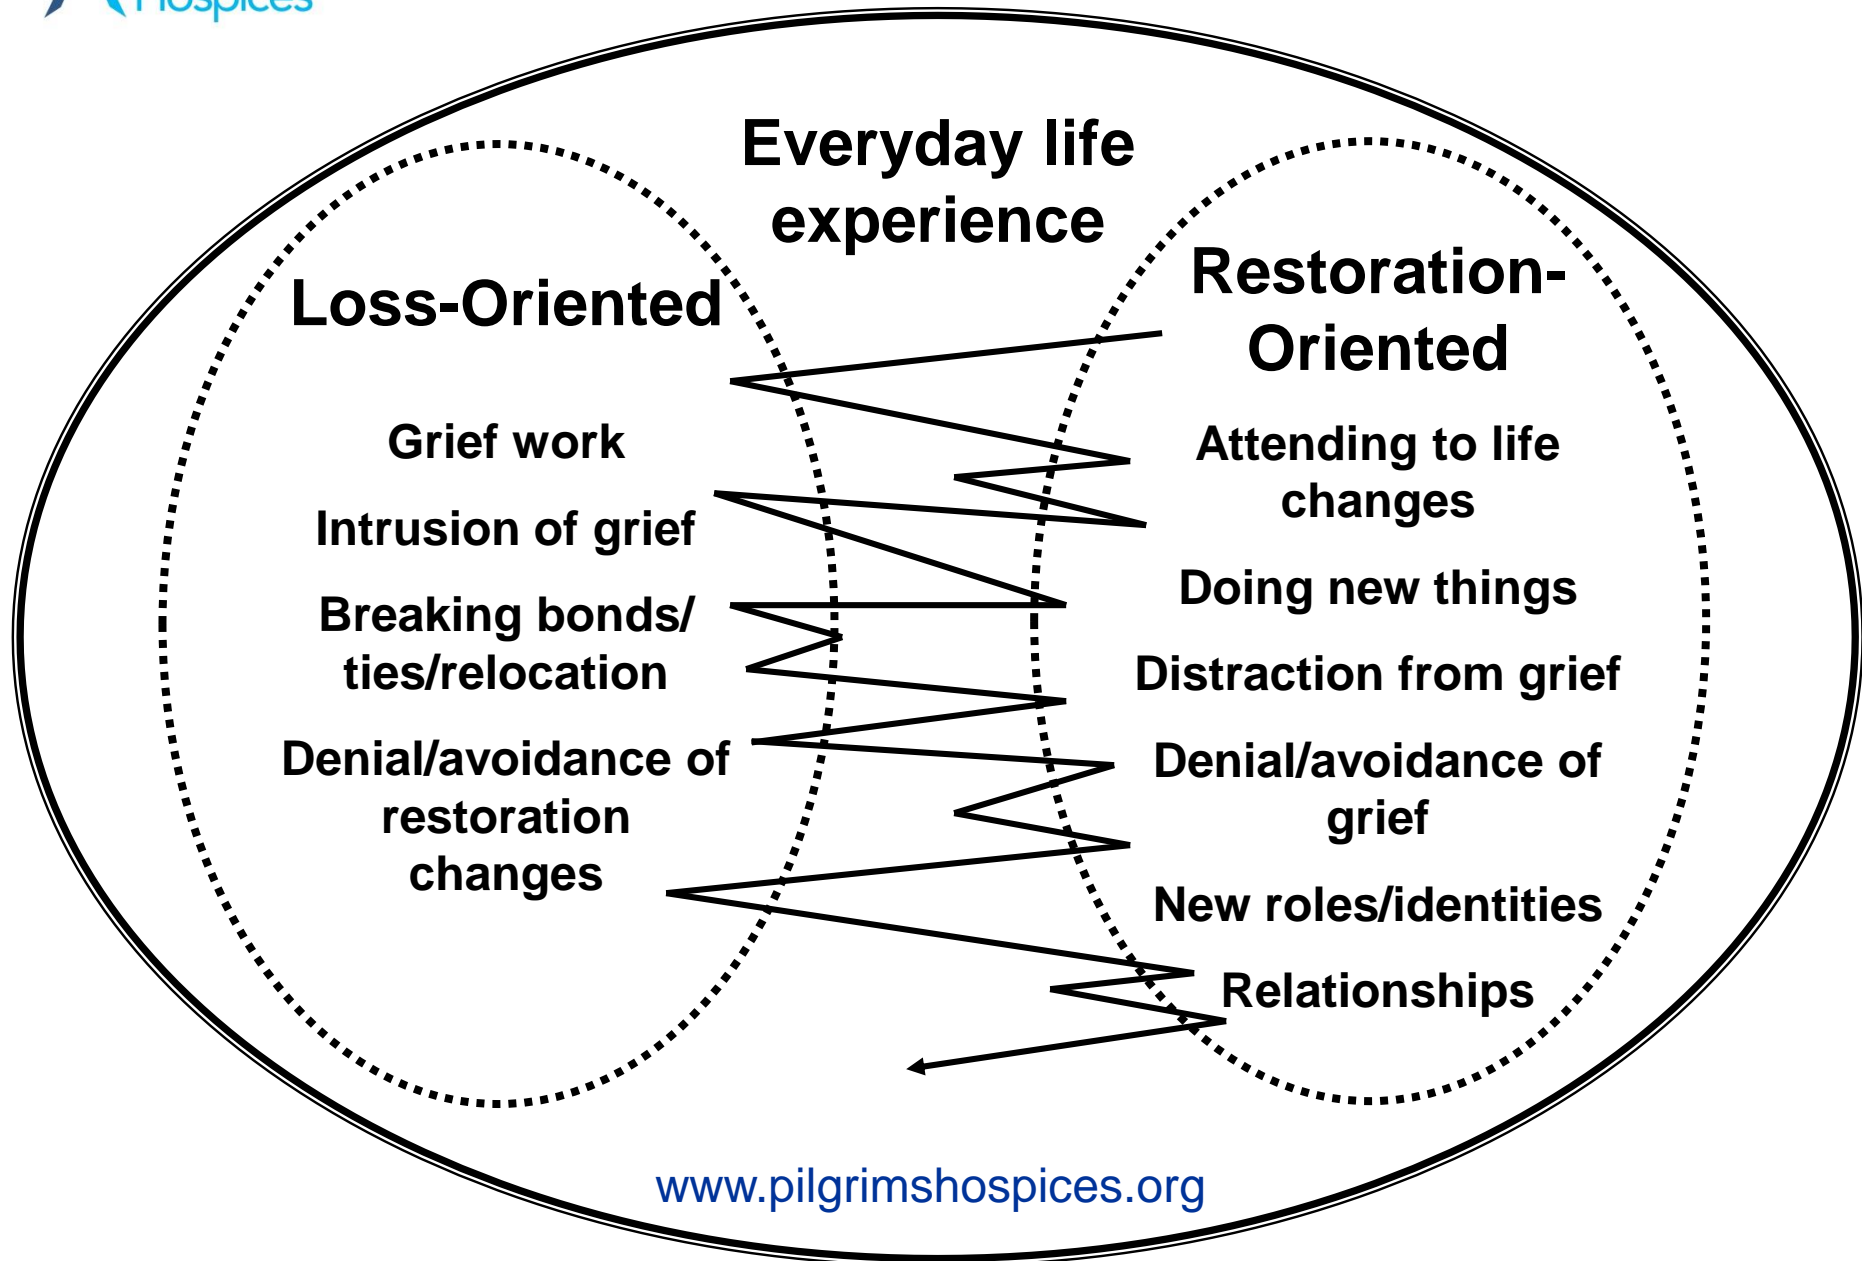 Hospices
Everyday life
experience
Loss-Oriented
Grief work
Intrusion of grief
Breaking bonds/
ties/relocation
Denial/avoidance of
restoration
changes
Restoration-
Oriented
Attending to life
changes
Doing new things
Distraction from grief
Denial/avoidance of
grief
New roles/identities
Relationships
www.pilgrimshospices.org